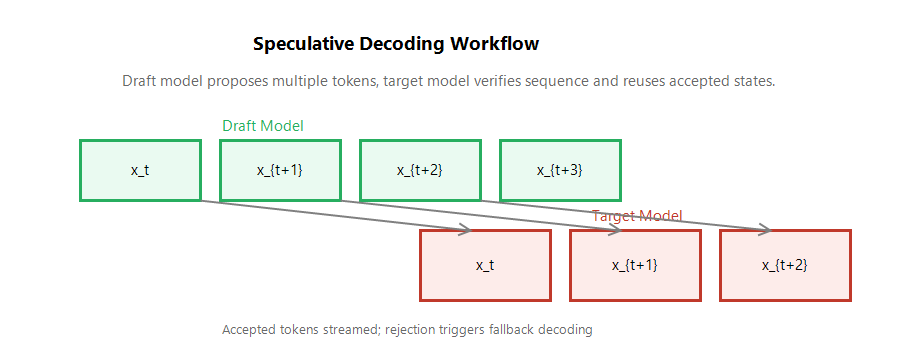 Speculative Decoding Workflow
Draft model proposes multiple tokens, target model verifies sequence and reuses accepted states.
Draft Model
x_t
x_{t+1}
x_{t+2}
x_{t+3}
Target Model
x_t
x_{t+1}
x_{t+2}
Accepted tokens streamed; rejection triggers fallback decoding